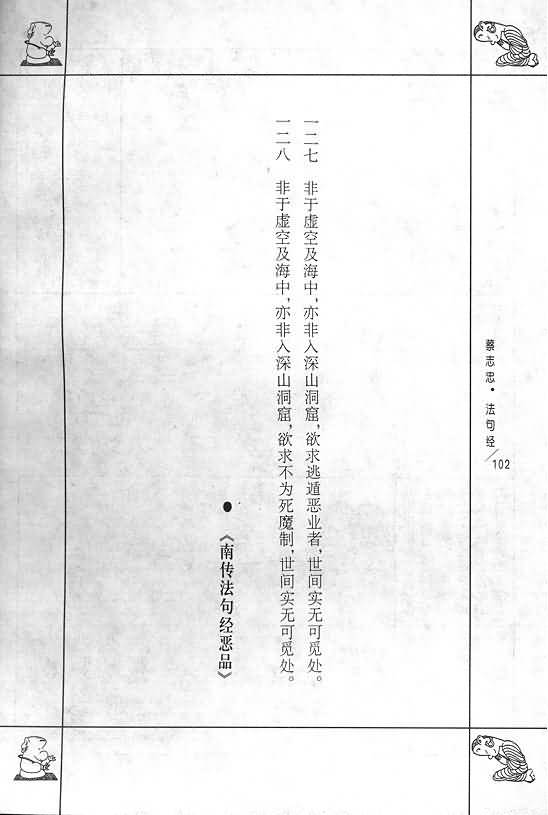 一二七 非于虚空及海中，亦非入深山洞窟，欲求逃遁恶业者，世间实无可觅处。
一二八 非于虚空及海中，亦非入深山洞窟，欲求不为死魔制，世间实无可觅处。
●《南传法句经恶品》
蔡志忠•法句经/102